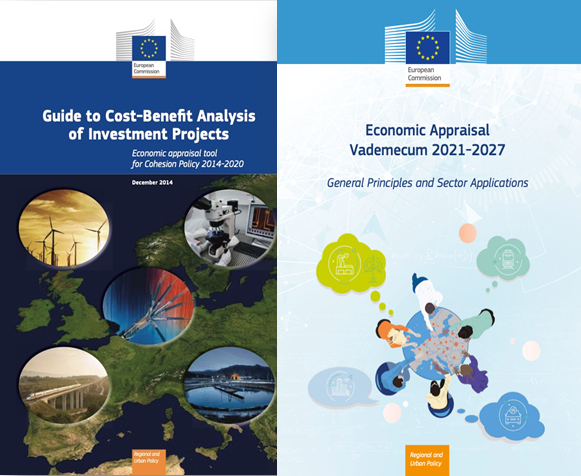 European
Commission
Guide to Cost-Benefit Analysis
of Investment Projects
Economic appraisal tool
for Cohesion Policy 2014-2020
December 2014
Regional and
Urban Policy
European
Commission
Economic Appraisal
Vademecum 2021-2027
General Principles and Sector Applications
Regional and
Urban Policy